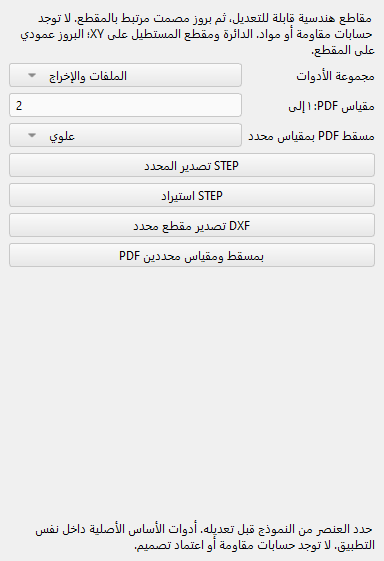 مقاطع هندسية قابلة للتعديل، ثم بروز مصمت مرتبط بالمقطع. لا توجد
حسابات مقاومة أو مواد. الدائرة ومقطع المستطيل على XY؛ البروز عمودي
على المقطع.
مجموعة الأدوات
الملفات والإخراج
مقياس PDF:١إلى
2
مسقط PDF بمقياس محدد
علوي
STEP تصدير المحدد
STEP استيراد
DXF تصدير مقطع محدد
بمسقط ومقياس محددين PDF
حدد العنصر من النموذج قبل تعديله. أدوات الأساس الأصلية داخل نفس
التطبيق. لا توجد حسابات مقاومة أو اعتماد تصميم.